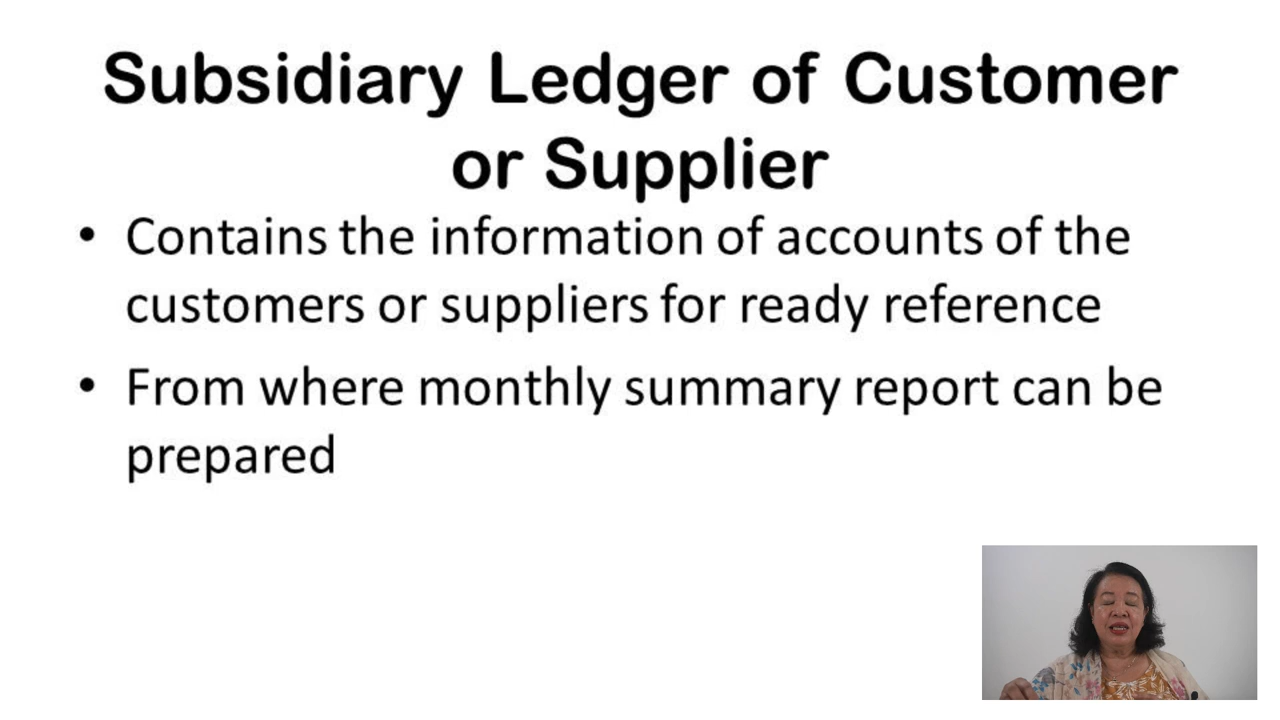 Subsidiary Ledger of Customer
or Supplier
• Contains the information of accounts of the
customers or suppliers for ready reference
• From where monthly summary report can be
prepared